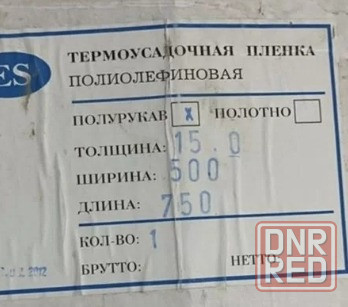 ES
ТЕРМОУСАДОЧНАЯ ПЛЕНКА
ПОЛИОЛЕФИНОВАЯ
ПОЛУРУКАВ X ПОЛОТНО
ТОЛЩИНА: 15.0
ШИРИНА: 500
ДЛИНА: 750
КОЛ-ВО: 1
БРУТТО: НЕТТО:
2012
DNR
RED